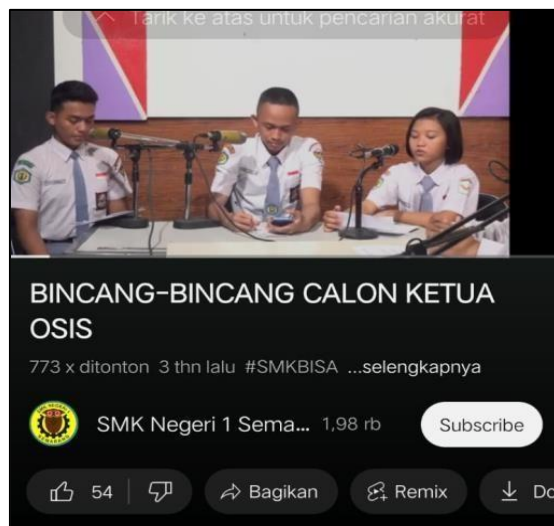 Tarik ke atas untuk pencarian akurat
BINCANG-BINCANG CALON KETUA
OSIS
773 x ditonton 3 thn lalu #SMKBISA ...selengkapnya
SMK Negeri 1 Sema... 1,98 rb Subscribe
54 Bagikan Remix Do